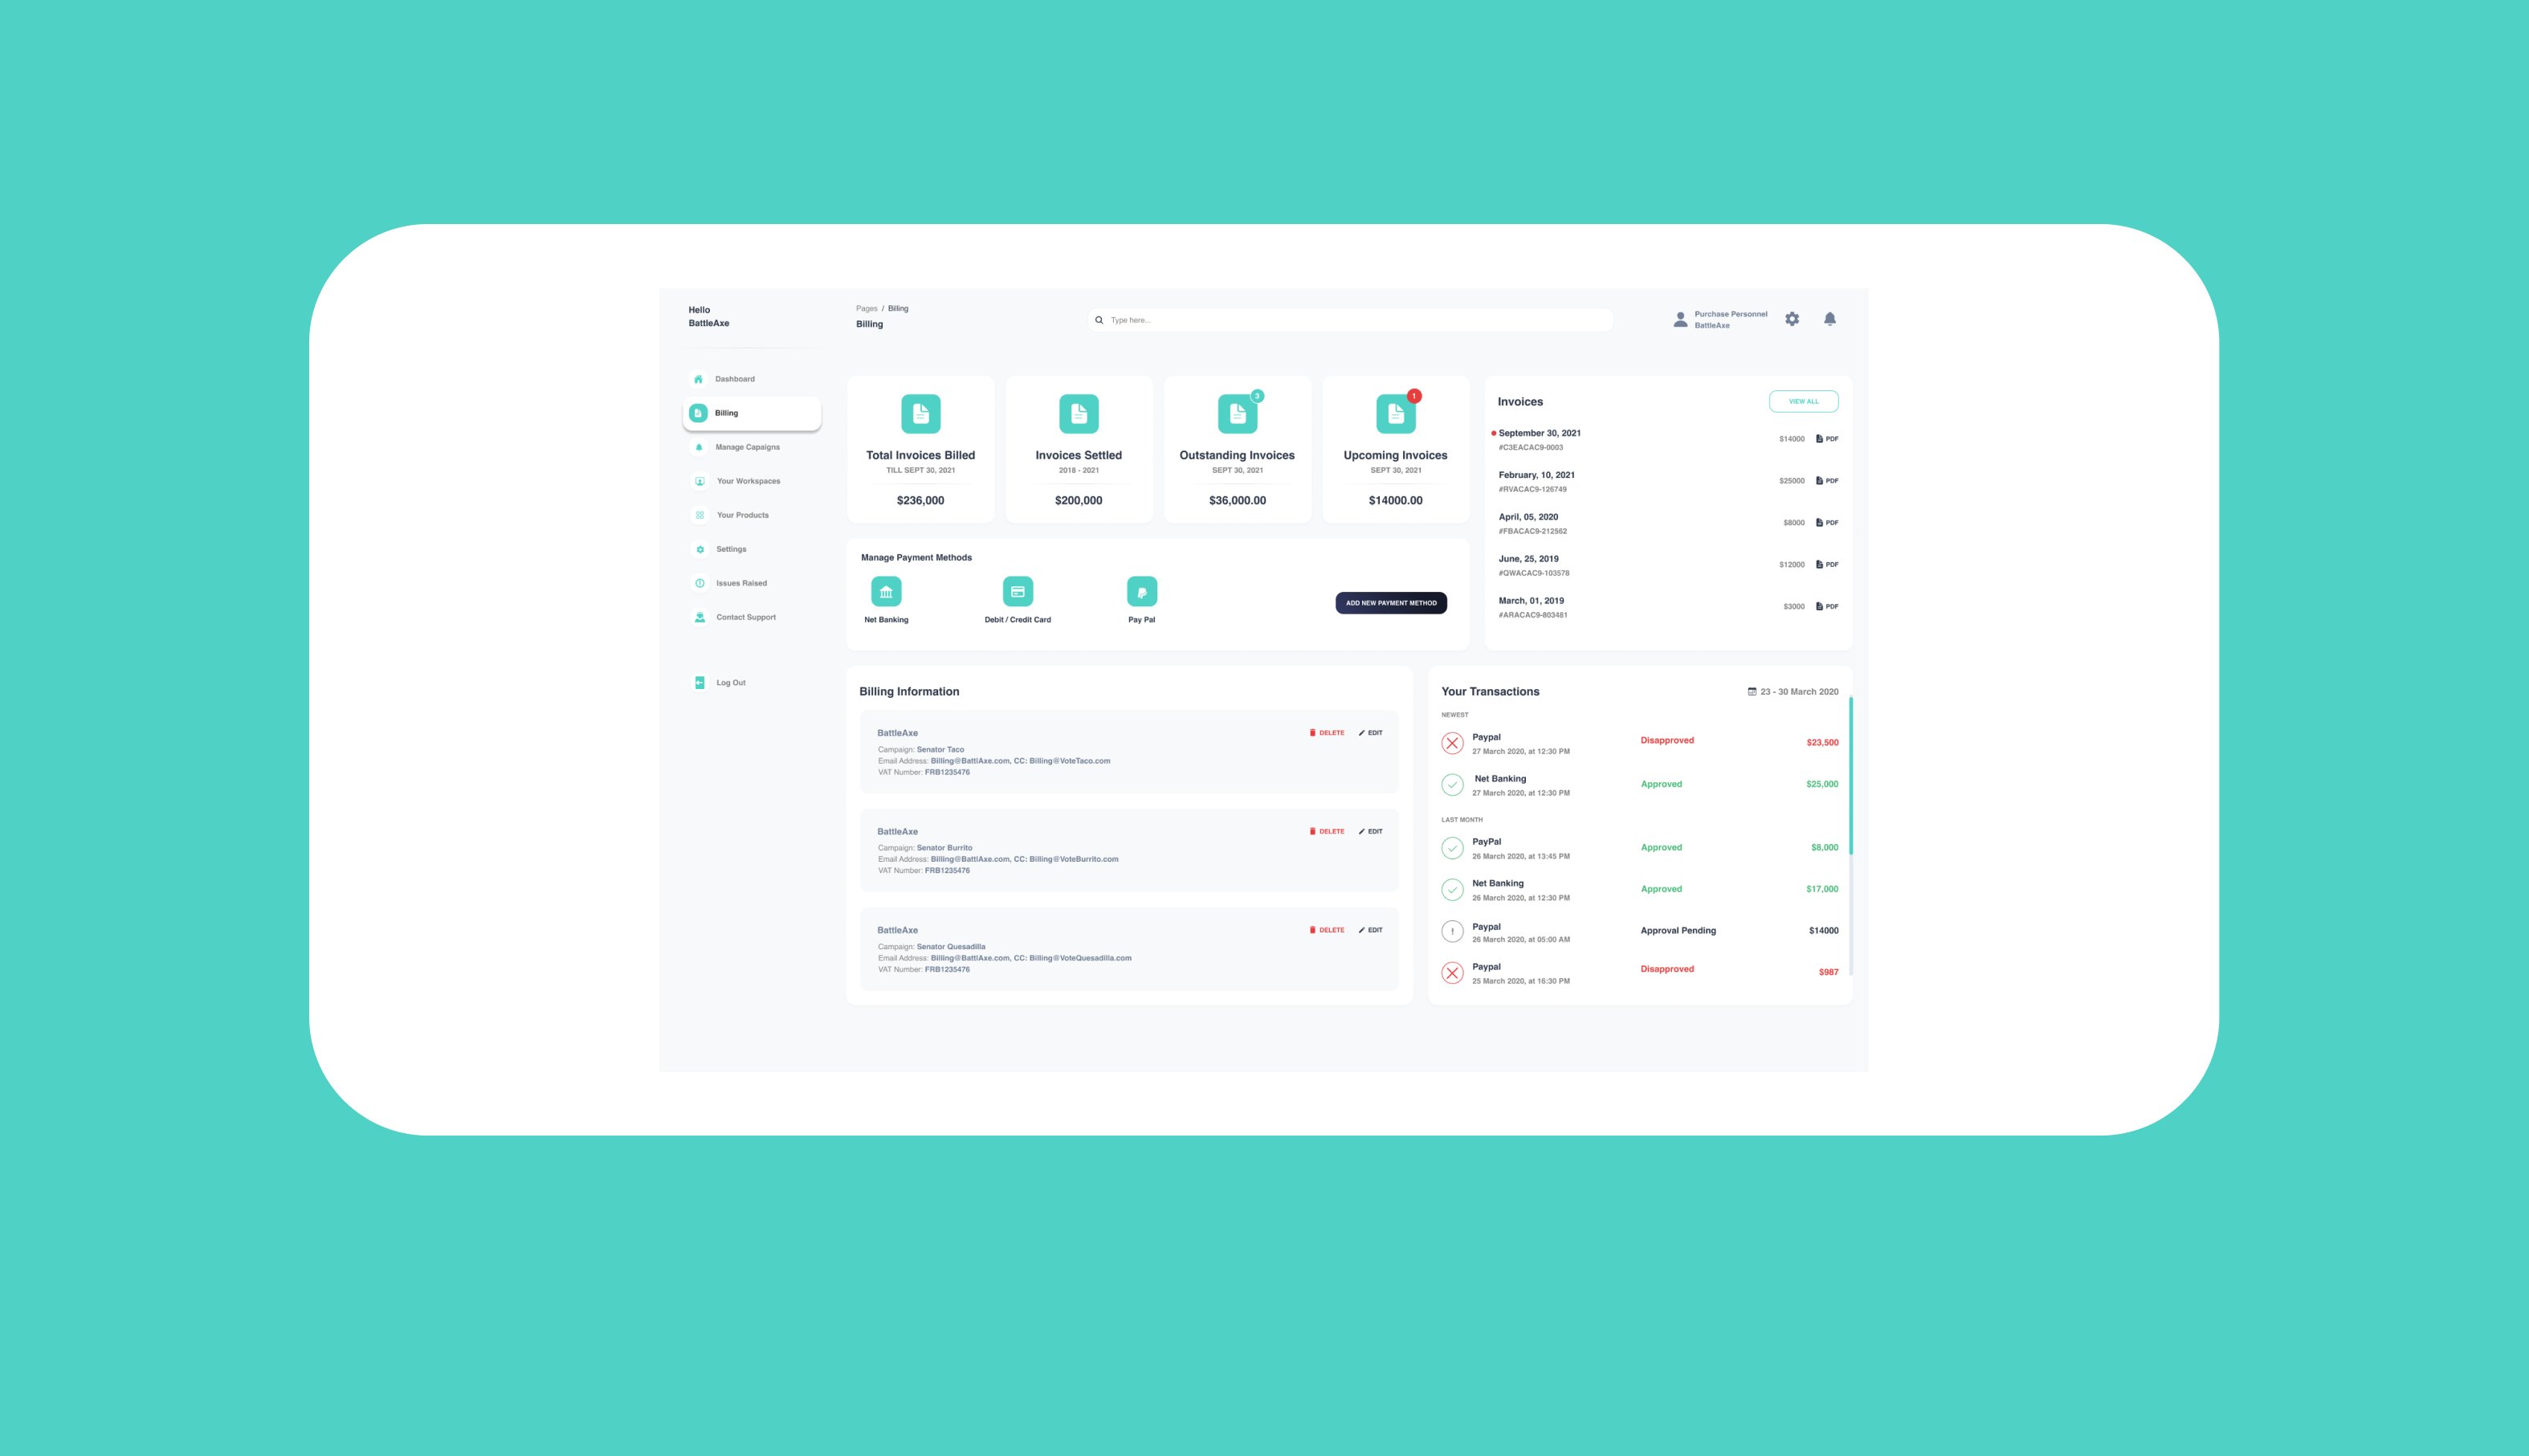 Hello
BattleAxe
Dashboard
Billing
Manage Capaigns
Your Workspaces
Your Products
Settings
Issues Raised
Contact Support
Log Out
Pages / Billing
Billing
Type here...
Purchase Personnel
BattleAxe
Total Invoices Billed
TILL SEPT 30, 2021
$236,000
Invoices Settled
2018 - 2021
$200,000
3
Outstanding Invoices
SEPT 30, 2021
$36,000.00
1
Upcoming Invoices
SEPT 30, 2021
$14000.00
Invoices
VIEW ALL
September 30, 2021
#C3EACAC9-0003
$14000 PDF
February, 10, 2021
#RVACAC9-126749
$25000 PDF
April, 05, 2020
#FBACAC9-212562
$8000 PDF
June, 25, 2019
#QWACAC9-103578
$12000 PDF
March, 01, 2019
#ARACAC9-803481
$3000 PDF
Manage Payment Methods
Net Banking
Debit / Credit Card
Pay Pal
ADD NEW PAYMENT METHOD
Billing Information
BattleAxe
DELETE EDIT
Campaign: Senator Taco
Email Address: Billing@BattlAxe.com, CC: Billing@VoteTaco.com
VAT Number: FRB1235476
BattleAxe
DELETE EDIT
Campaign: Senator Burrito
Email Address: Billing@BattlAxe.com, CC: Billing@VoteBurrito.com
VAT Number: FRB1235476
BattleAxe
DELETE EDIT
Campaign: Senator Quesadilla
Email Address: Billing@BattlAxe.com, CC: Billing@VoteQuesadilla.com
VAT Number: FRB1235476
Your Transactions
23 - 30 March 2020
NEWEST
Paypal
27 March 2020, at 12:30 PM
Disapproved
$23,500
Net Banking
27 March 2020, at 12:30 PM
Approved
$25,000
LAST MONTH
PayPal
26 March 2020, at 13:45 PM
Approved
$8,000
Net Banking
26 March 2020, at 12:30 PM
Approved
$17,000
Paypal
26 March 2020, at 05:00 AM
Approval Pending
$14000
Paypal
25 March 2020, at 16:30 PM
Disapproved
$987